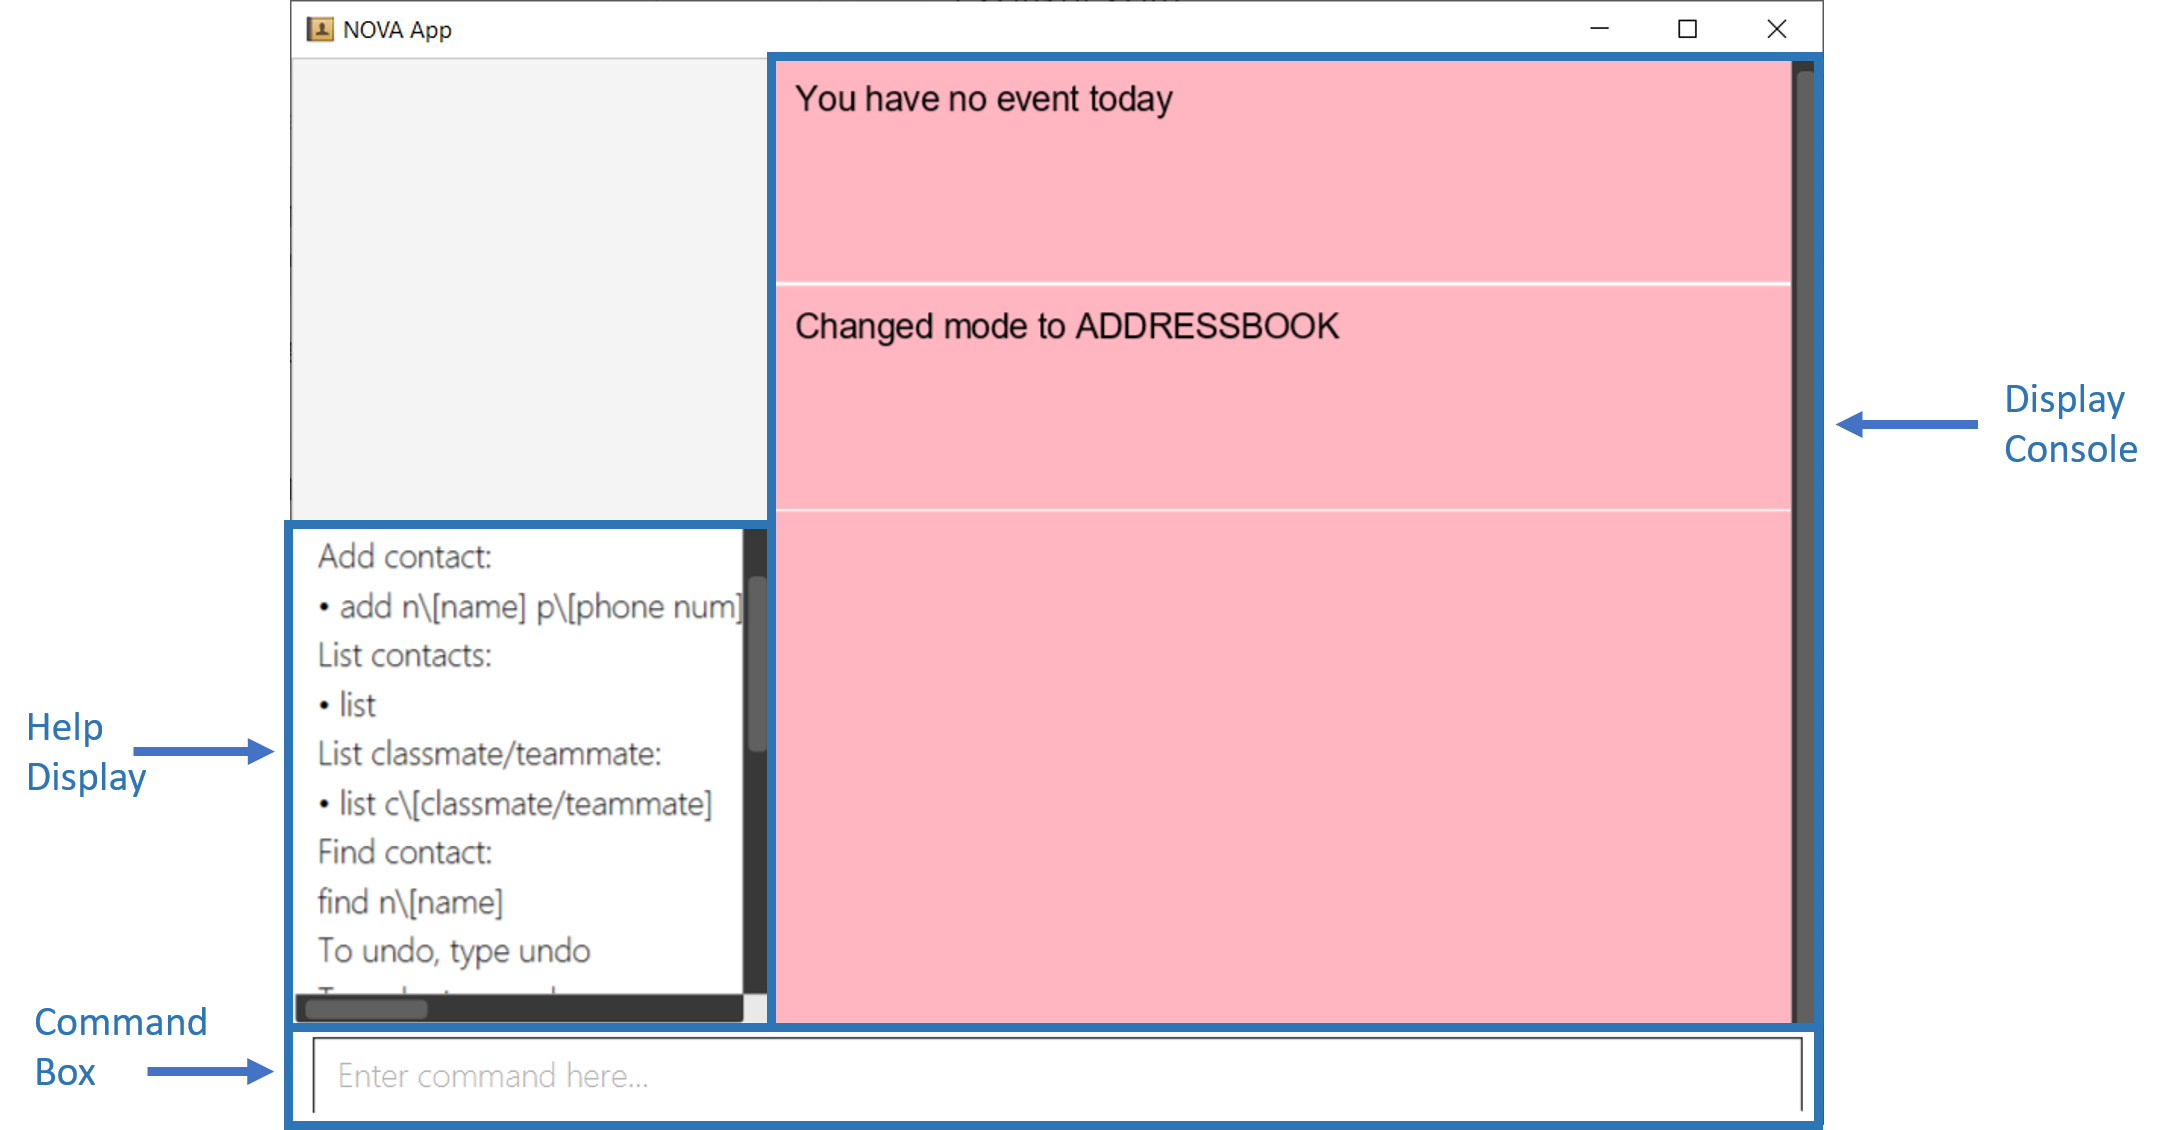 NOVA App
You have no event today
Changed mode to ADDRESSBOOK
Display
Console
Add contact:
• add n\[name] p\[phone num]
List contacts:
• list
List classmate/teammate:
• list c\[classmate/teammate]
Find contact:
find n\[name]
To undo, type undo
Help
Display
Command
Box
Enter command here...